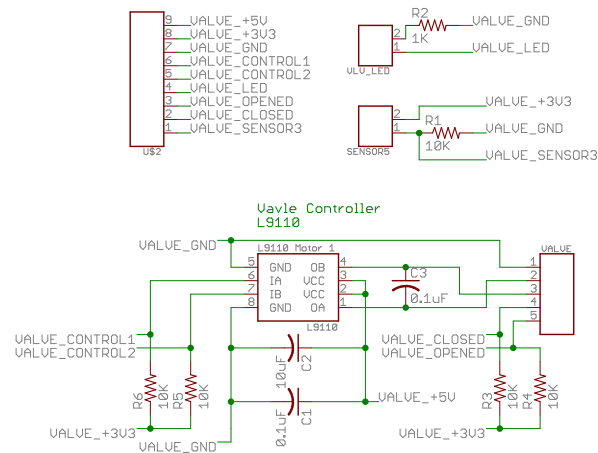 9 VALVE_+5V
8 VALVE_+3V3
7 VALVE_GND
6 VALVE_CONTROL1
5 VALVE_CONTROL2
4 VALVE_LED
3 VALVE_OPENED
2 VALVE_CLOSED
1 VALVE_SENSOR3
U$2
R2
VALVE_GND
2
1K
1
VALVE_LED
VLV_LED
VALVE_+3V3
2
R1
1
VALVE_GND
10K
SENSOR5
VALVE_SENSOR3
Vavle Controller
L9110
VALVE_GND
L9110 Motor 1
VALVE
5 GND OB 4
6 IA VCC 3
7 IB VCC 2
8 GND OA 1
L9110
C3
0.1uF
1
2
3
4
5
VALVE_CONTROL1
VALVE_CONTROL2
VALVE_CLOSED
VALVE_OPENED
10uF
C2
R6
10K
R5
10K
0.1uF
C1
VALVE_+5V
R3
10K
R4
10K
VALVE_+3V3
VALVE_GND
VALVE_+3V3